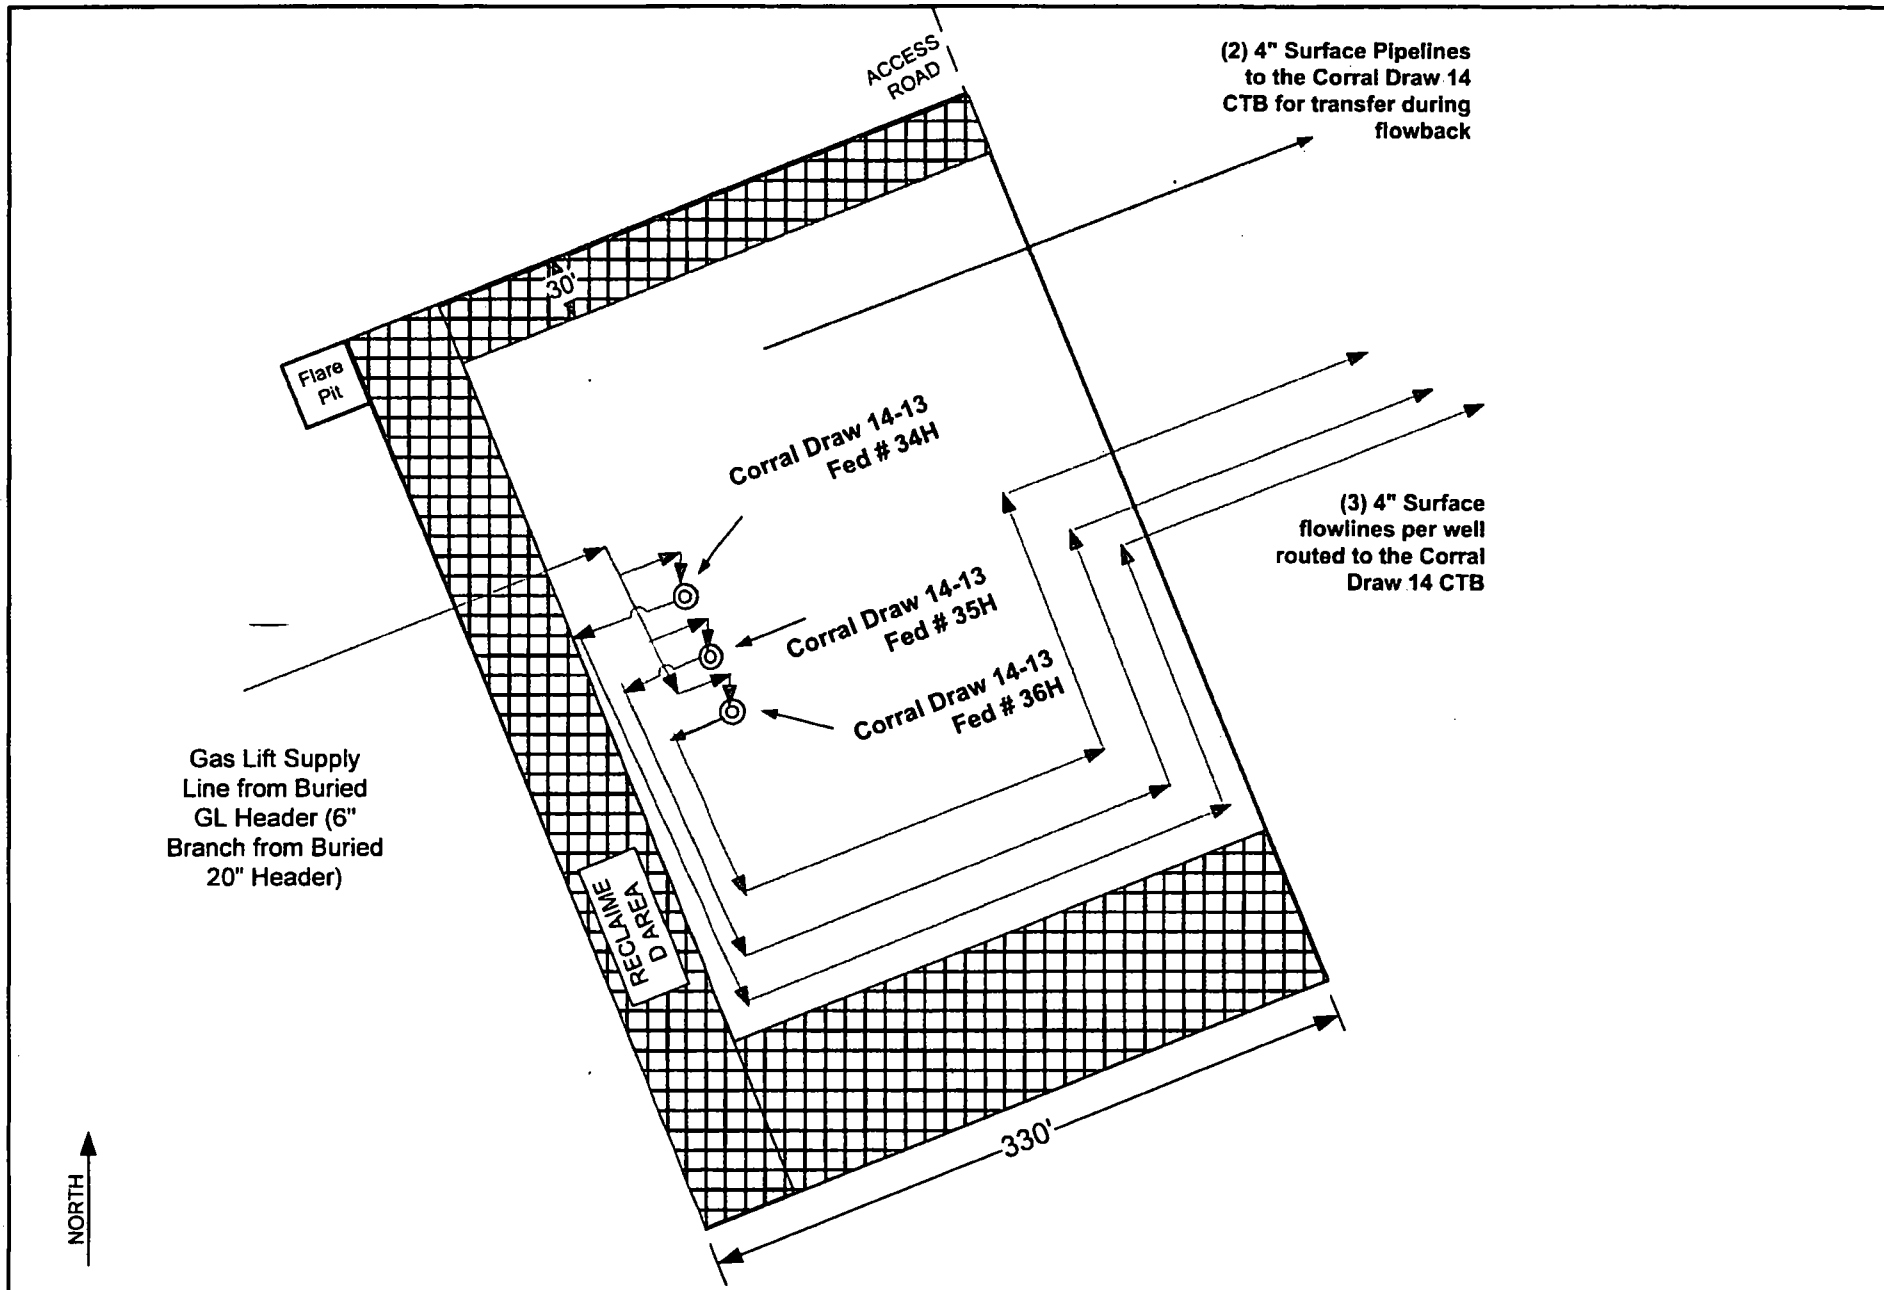 ACCESS
ROAD
(2) 4" Surface Pipelines
to the Corral Draw 14
CTB for transfer during
flowback
30'
Flare
Pit
Corral Draw 14-13
Fed # 34H
(3) 4" Surface
flowlines per well
routed to the Corral
Draw 14 CTB
Corral Draw 14-13
Fed # 35H
Corral Draw 14-13
Fed # 36H
Gas Lift Supply
Line from Buried
GL Header (6"
Branch from Buried
20" Header)
RECLAIME
D AREA
330'
NORTH